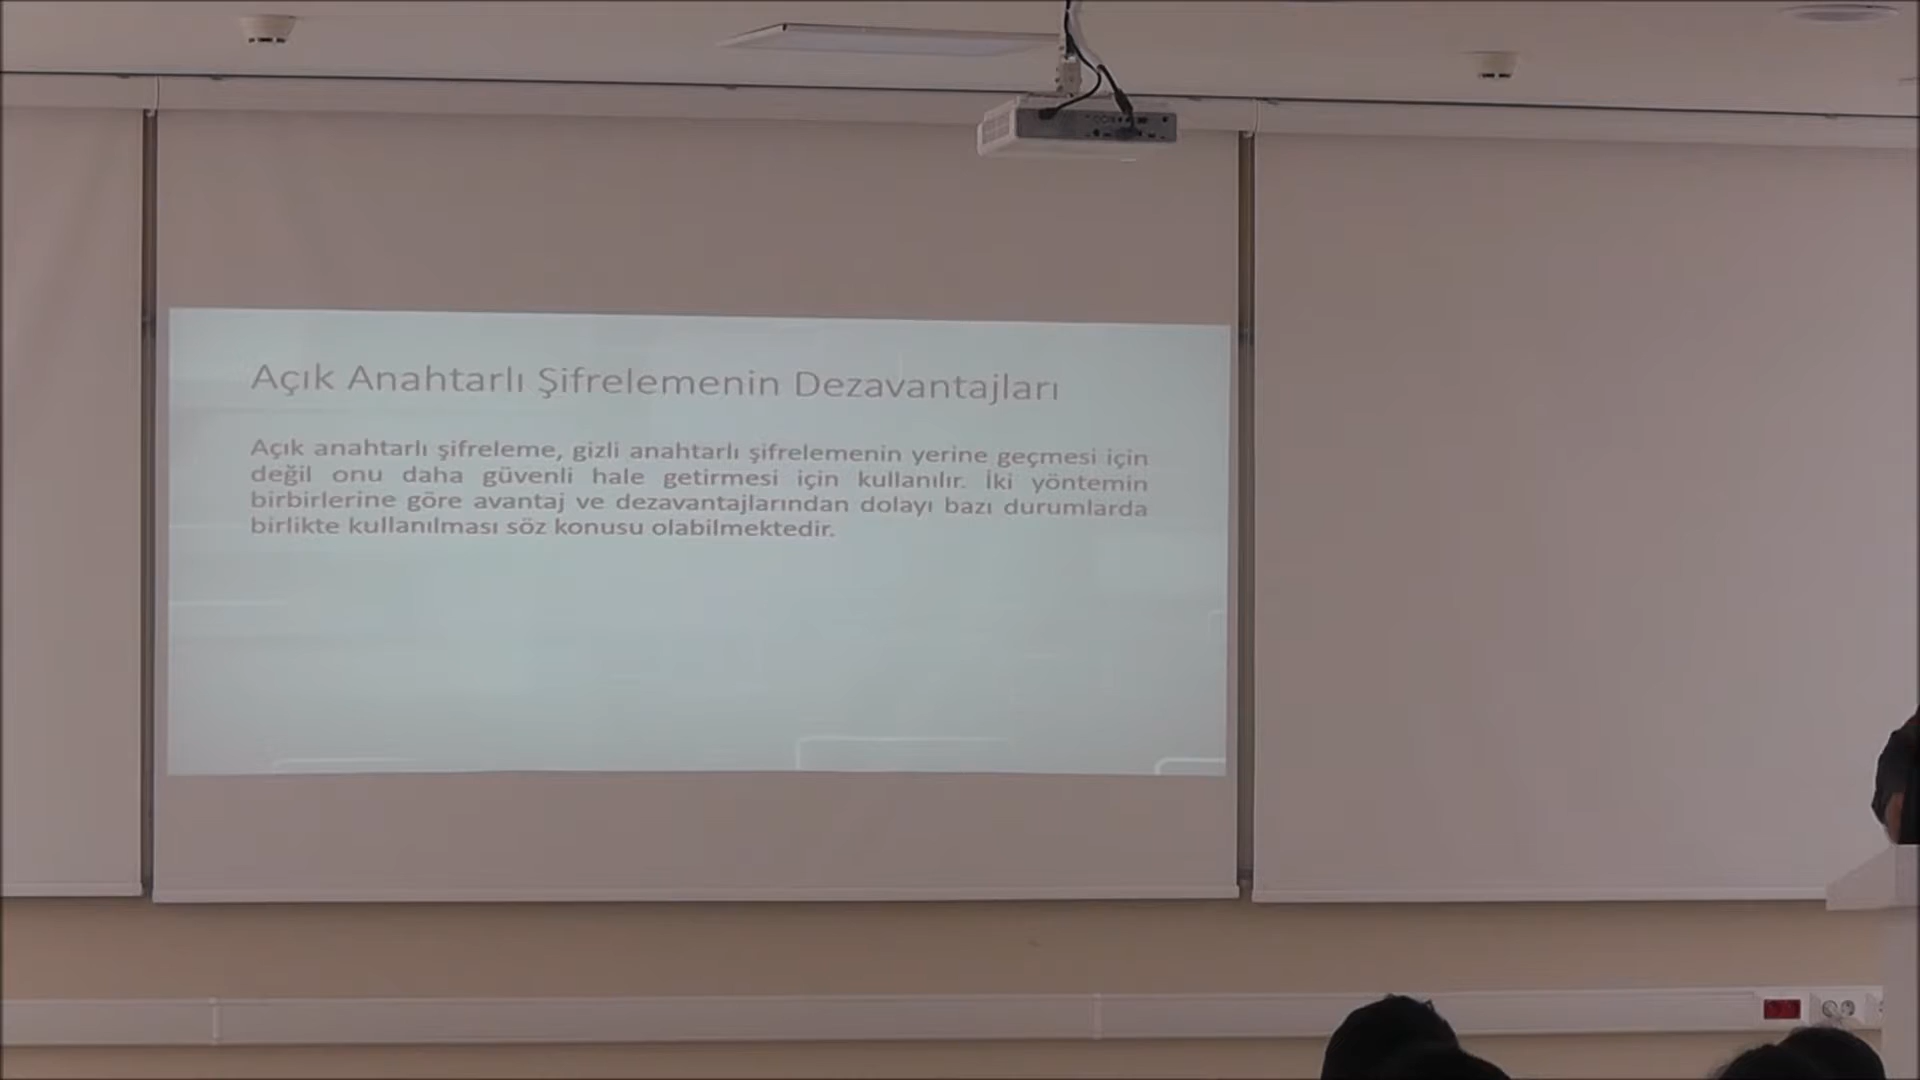 Açık Anahtarlı Şifrelemenin Dezavantajları
Açık anahtarlı şifreleme, gizli anahtarlı şifrelemenin yerine geçmesi için
değil onu daha güvenli hale getirmesi için kullanılır. İki yöntemin
birbirlerine göre avantaj ve dezavantajlarından dolayı bazı durumlarda
birlikte kullanılması söz konusu olabilmektedir.